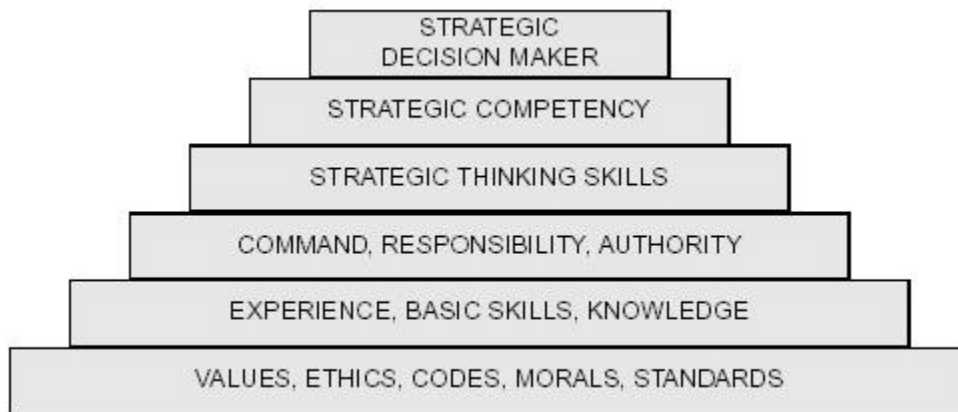 STRATEGIC
DECISION MAKER
STRATEGIC COMPETENCY
STRATEGIC THINKING SKILLS
COMMAND, RESPONSIBILITY, AUTHORITY
EXPERIENCE, BASIC SKILLS, KNOWLEDGE
VALUES, ETHICS, CODES, MORALS, STANDARDS